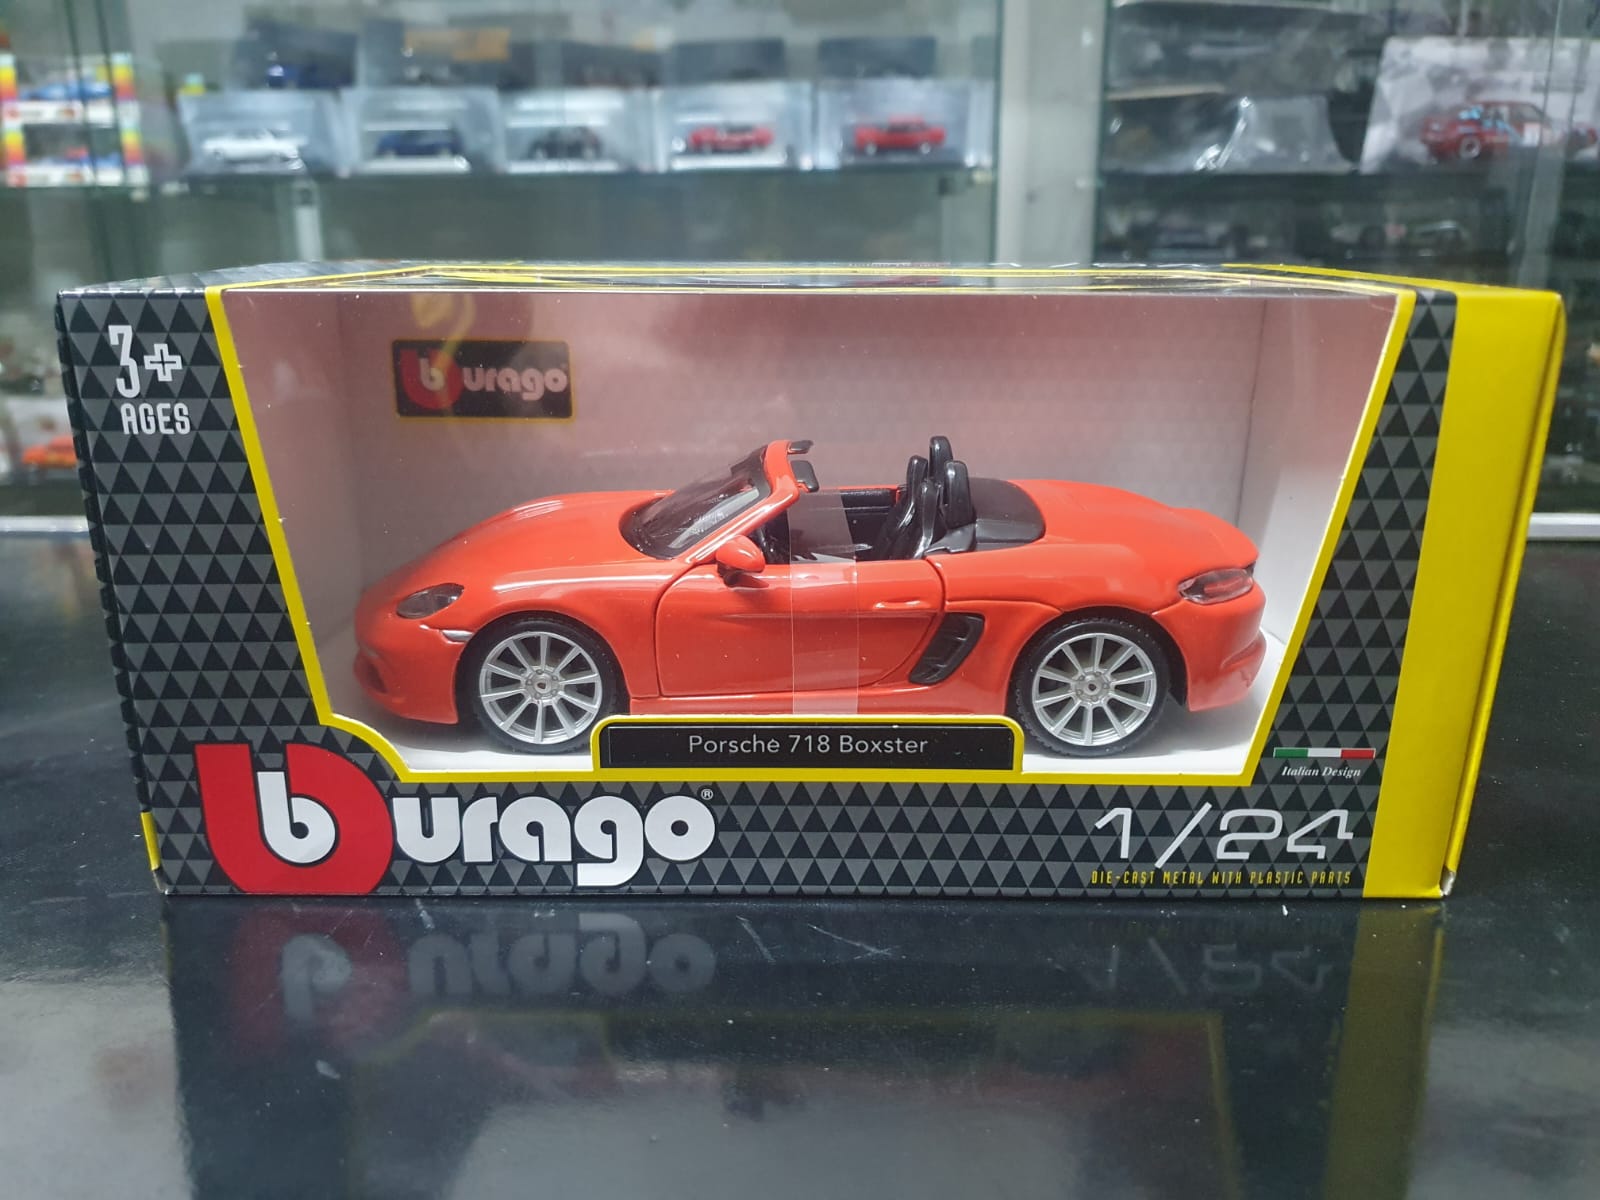 3+
AGES
burago
Porsche 718 Boxster
Italian Design
burago®
1/24
DIE-CAST METAL WITH PLASTIC PARTS